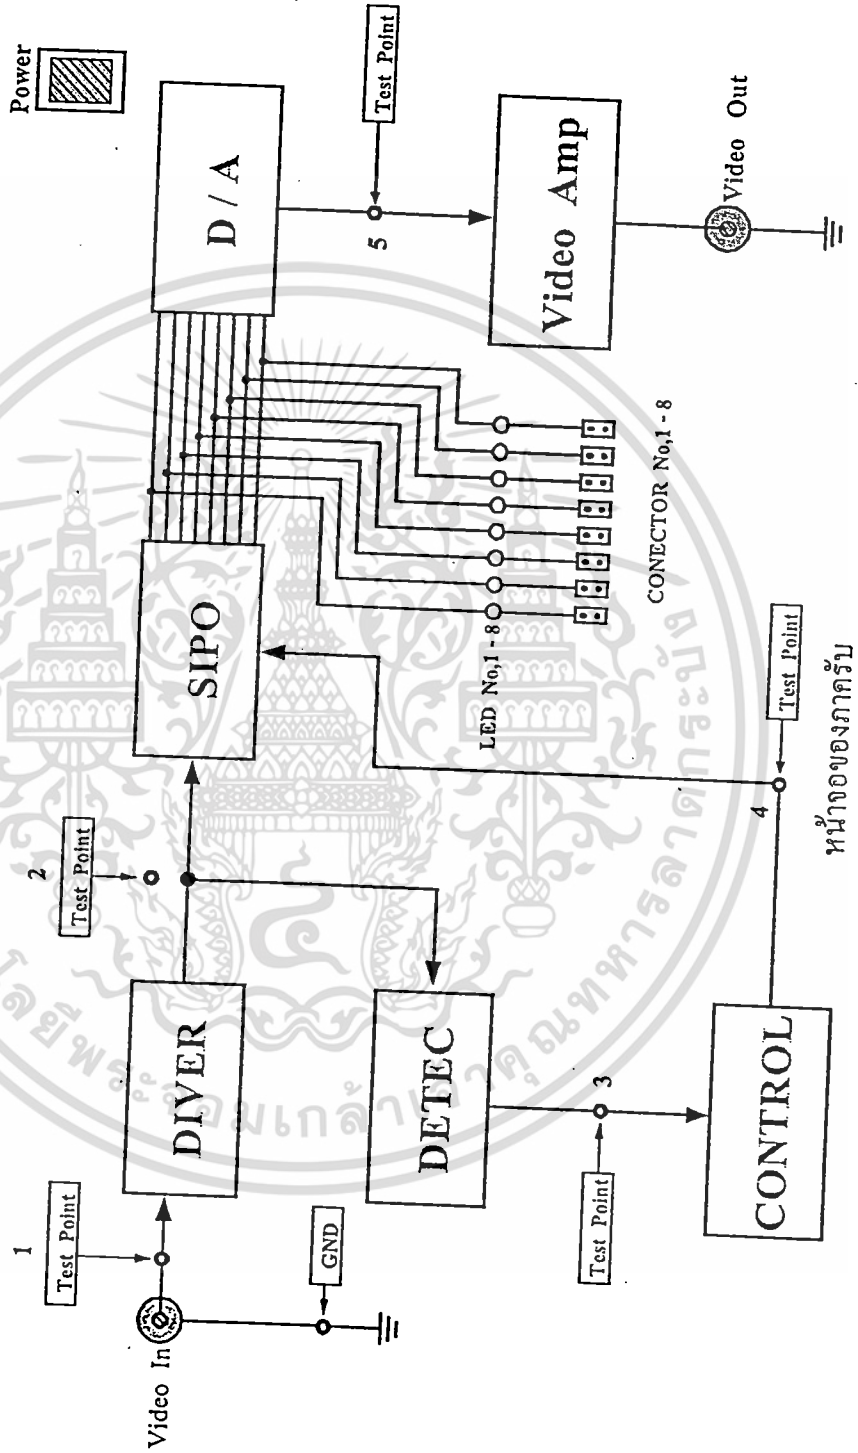 Power
1
Test Point
2
Test Point
Video In
DIVER
SIPO
D / A
GND
DETEC
LED No,1 - 8
5
Test Point
3
Test Point
CONECTOR No,1 - 8
Video Amp
CONTROL
4
Test Point
Video Out
หน้าจอของภาครับ